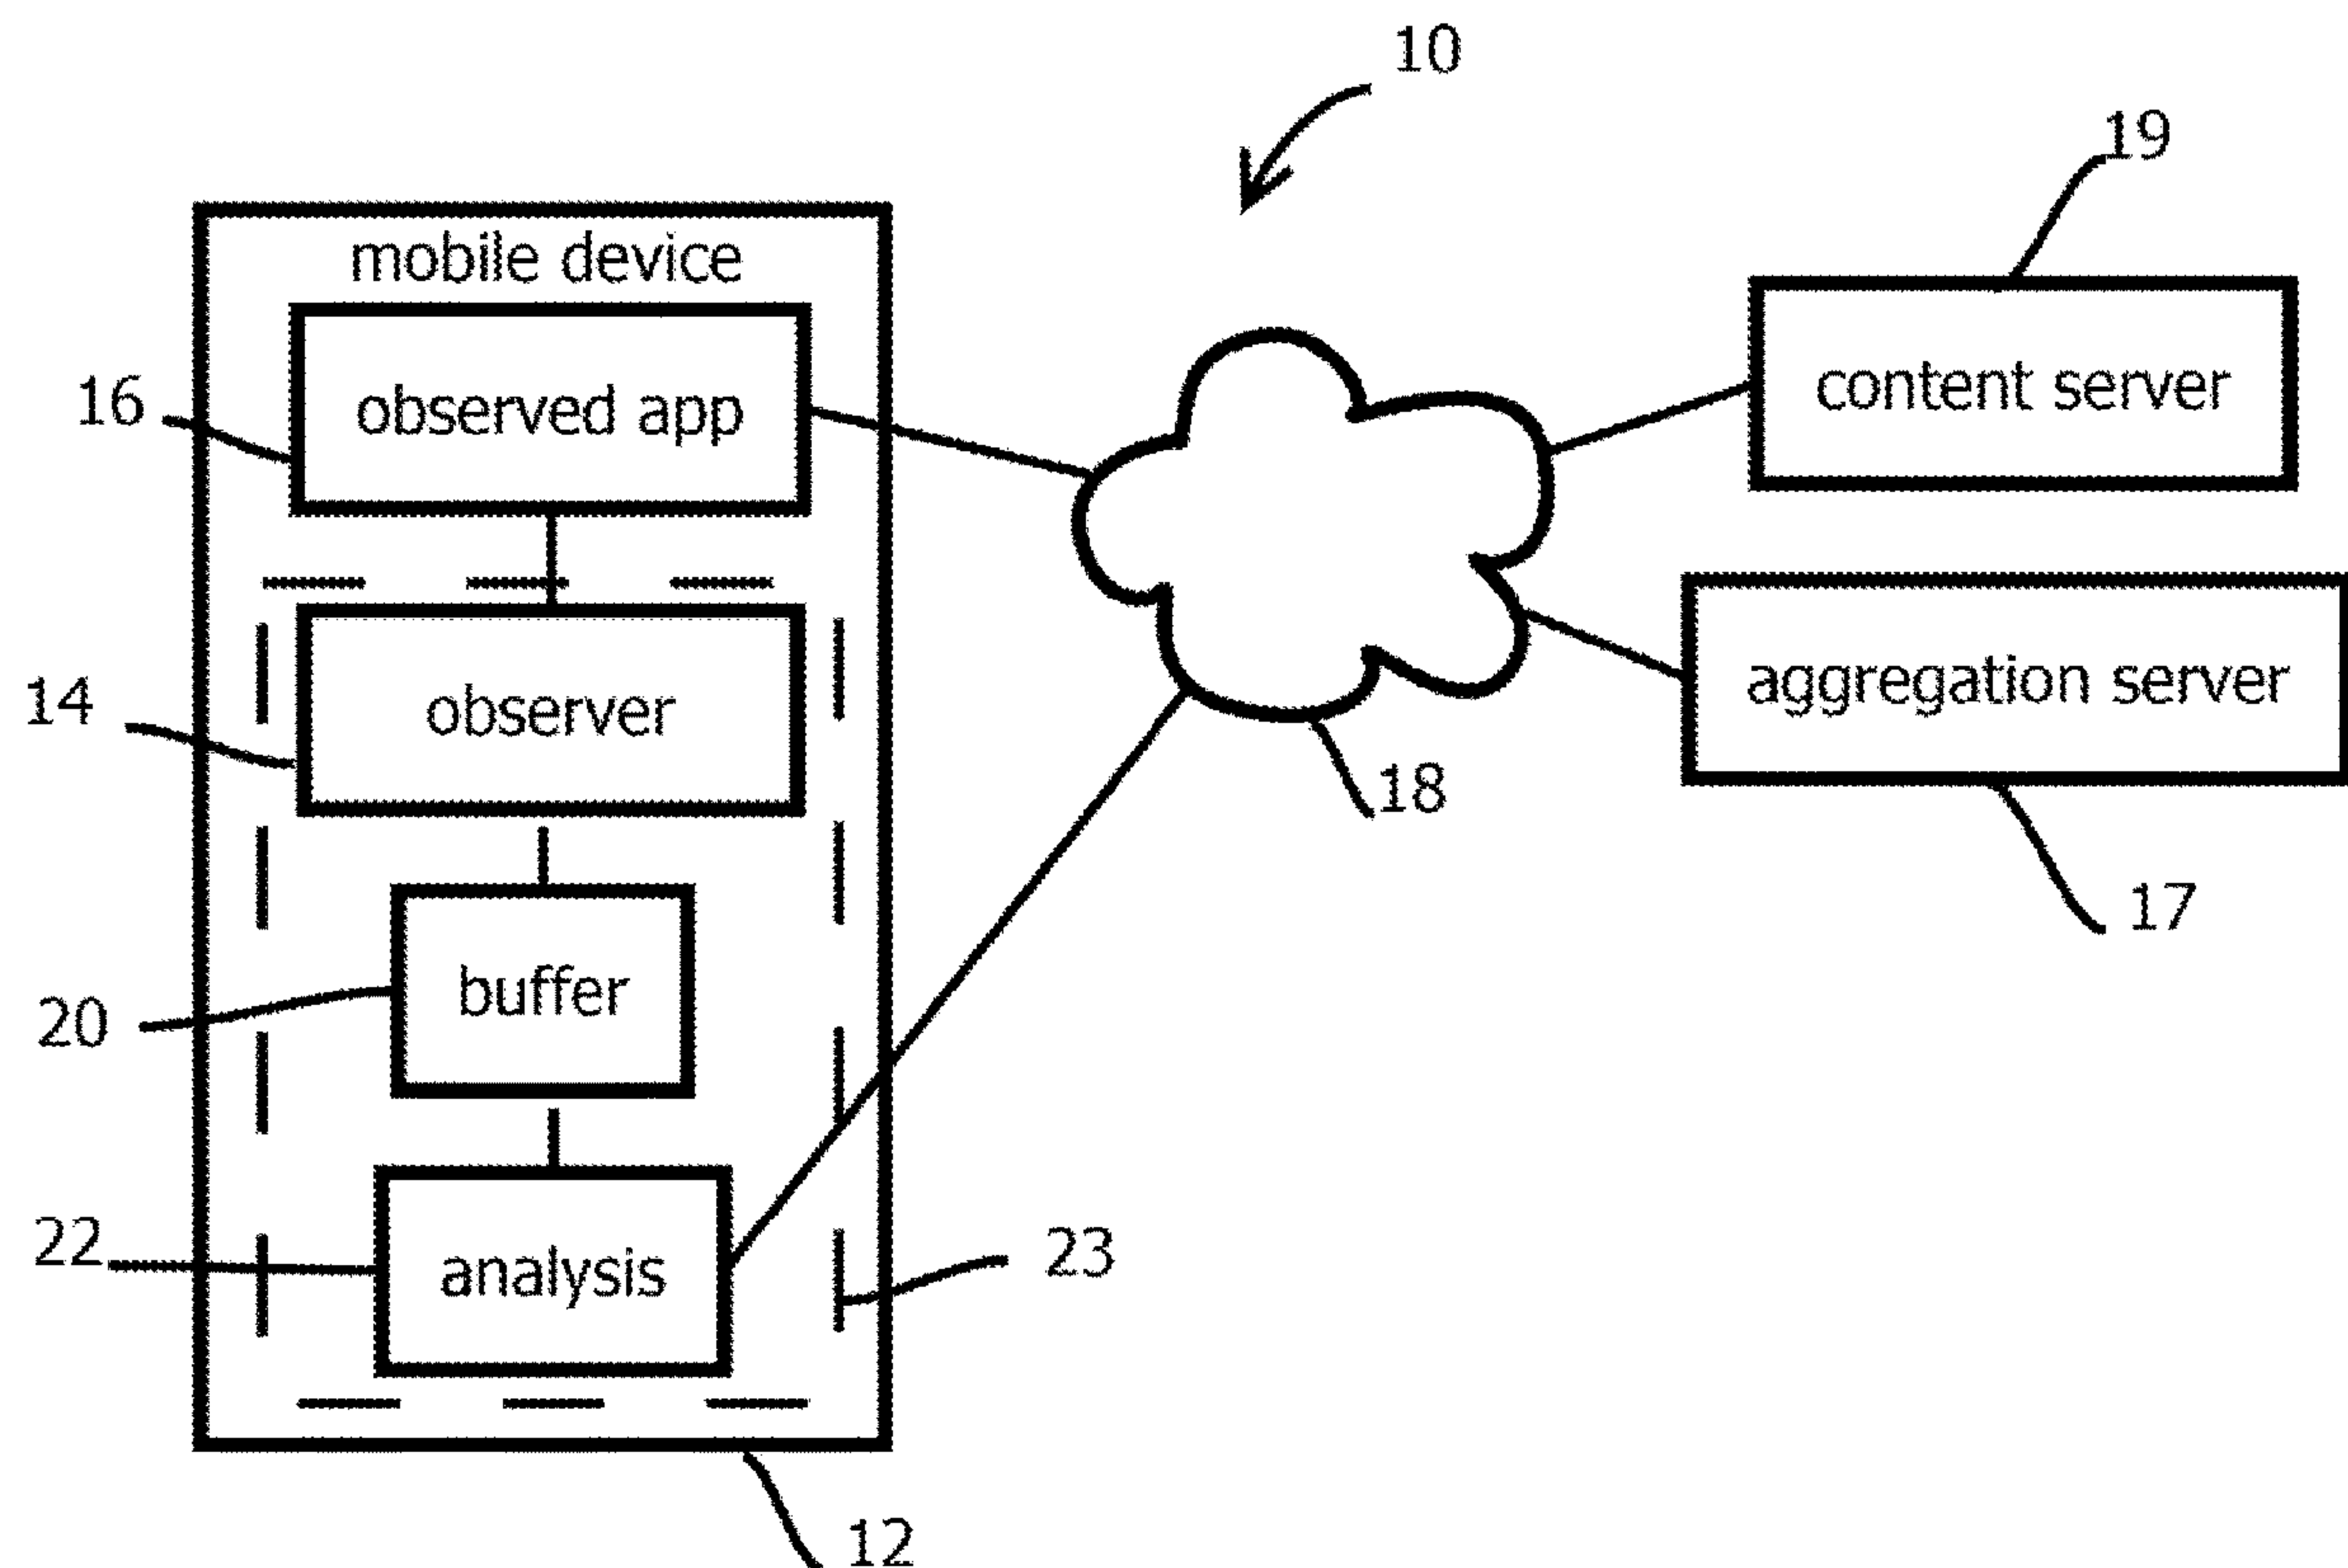 10
19
mobile device
content server
16
observed app
14
observer
aggregation server
18
17
20
buffer
22
analysis
23
12